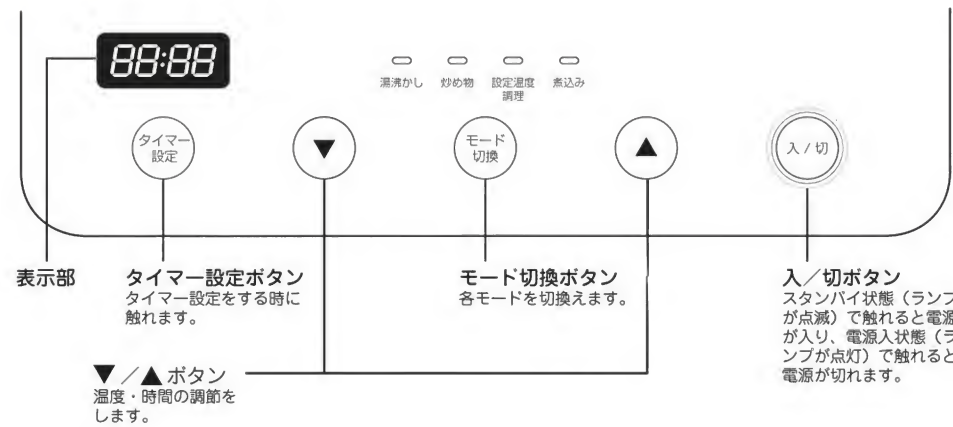 88:88
湯沸かし 炒め物 設定温度 煮込み
調理
タイマー
設定
▼
モード
切換
▲
入 / 切
表示部
タイマー設定ボタン
タイマー設定をする時に
触れます。
モード切換ボタン
各モードを切換えます。
入／切ボタン
スタンバイ状態（ランプ
が点滅）で触れると電源
が入り、電源入状態（ラ
ンプが点灯）で触れると
電源が切れます。
▼／▲ボタン
温度・時間の調節を
します。